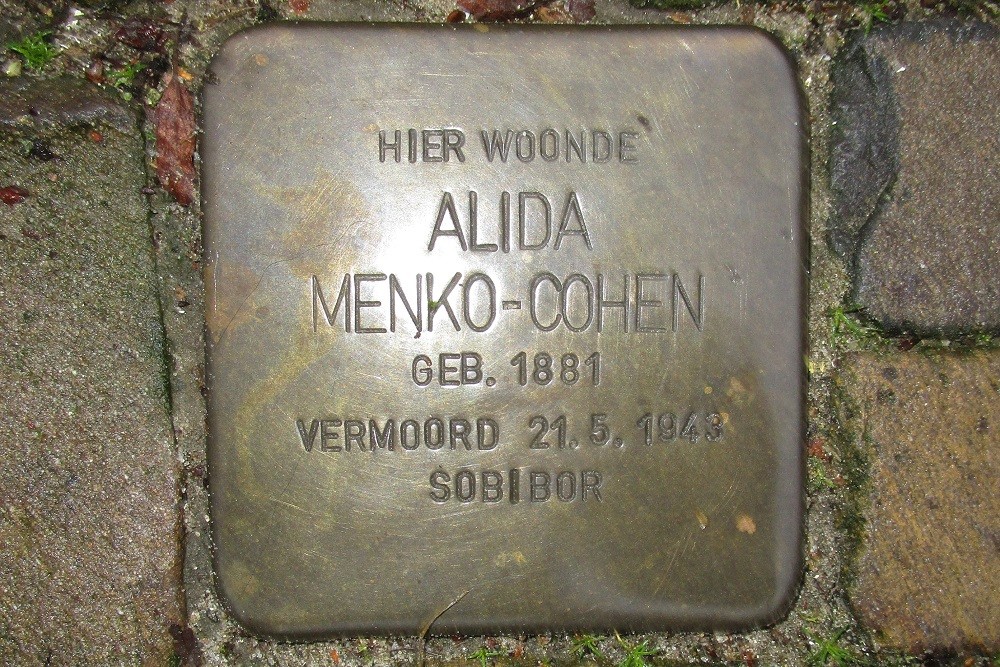 HIER WOONDE
ALIDA
MENKO-COHEN
GEB. 1881
VERMOORD 21.5.1943
SOBIBOR